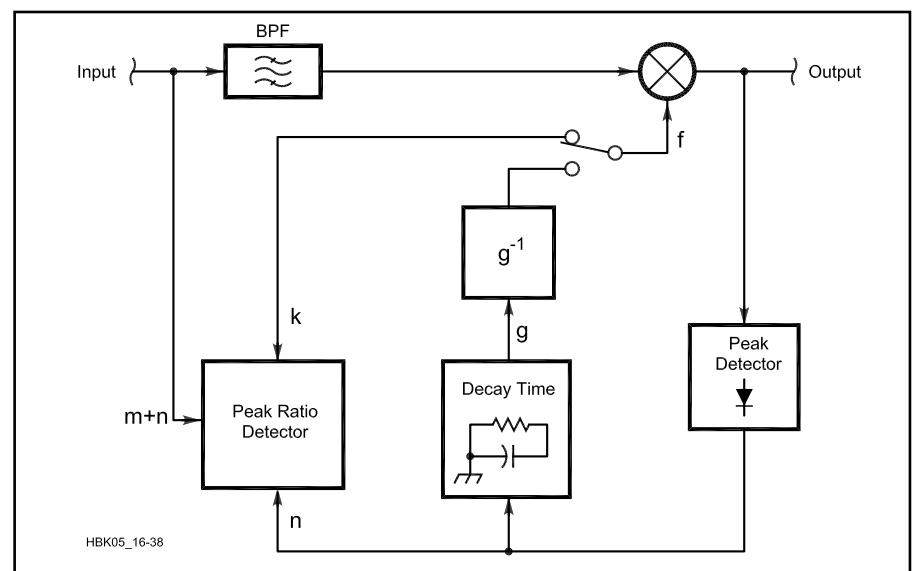 BPF
Input
Output
f
g-1
k
g
Peak
Detector
Decay Time
m+n
Peak Ratio
Detector
n
HBK05_16-38